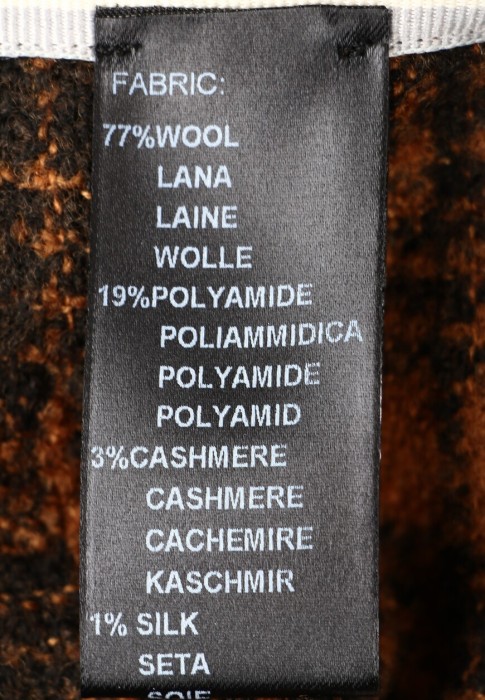 FABRIC:
77%WOOL
LANA
LAINE
WOLLE
19%POLYAMIDE
POLIAMMIDICA
POLYAMIDE
POLYAMID
3%CASHMERE
CASHMERE
CACHEMIRE
KASCHMIR
1% SILK
SETA
SOIE